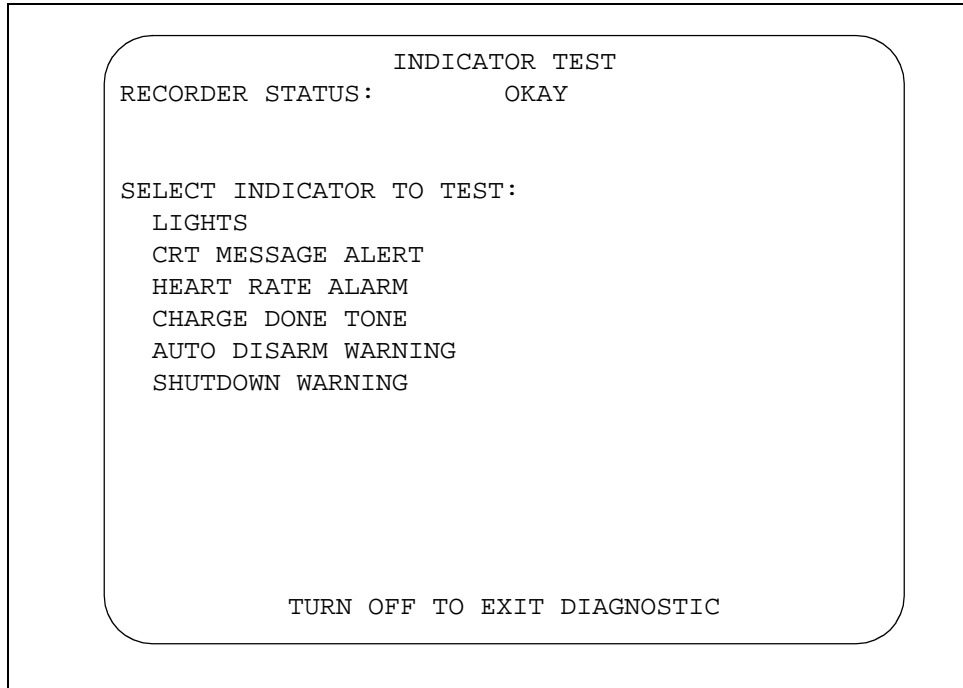 INDICATOR TEST
RECORDER STATUS: OKAY
SELECT INDICATOR TO TEST:
LIGHTS
CRT MESSAGE ALERT
HEART RATE ALARM
CHARGE DONE TONE
AUTO DISARM WARNING
SHUTDOWN WARNING
TURN OFF TO EXIT DIAGNOSTIC